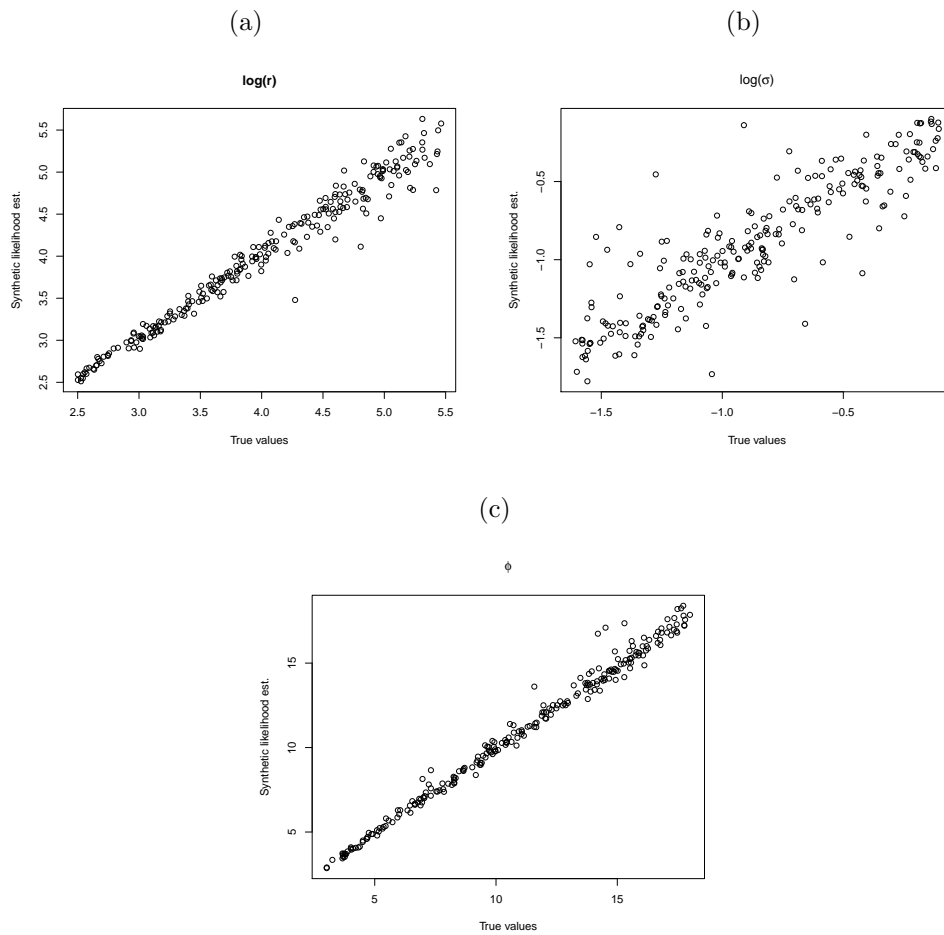 (a)
(b)
log(r)
log(σ)
5.5
5.0
4.5
4.0
3.5
3.0
2.5
Synthetic likelihood est.
2.5 3.0 3.5 4.0 4.5 5.0 5.5
True values
−0.5
−1.0
−1.5
Synthetic likelihood est.
−1.5 −1.0 −0.5
True values
(c)
ϕ
15
10
5
Synthetic likelihood est.
5 10 15
True values